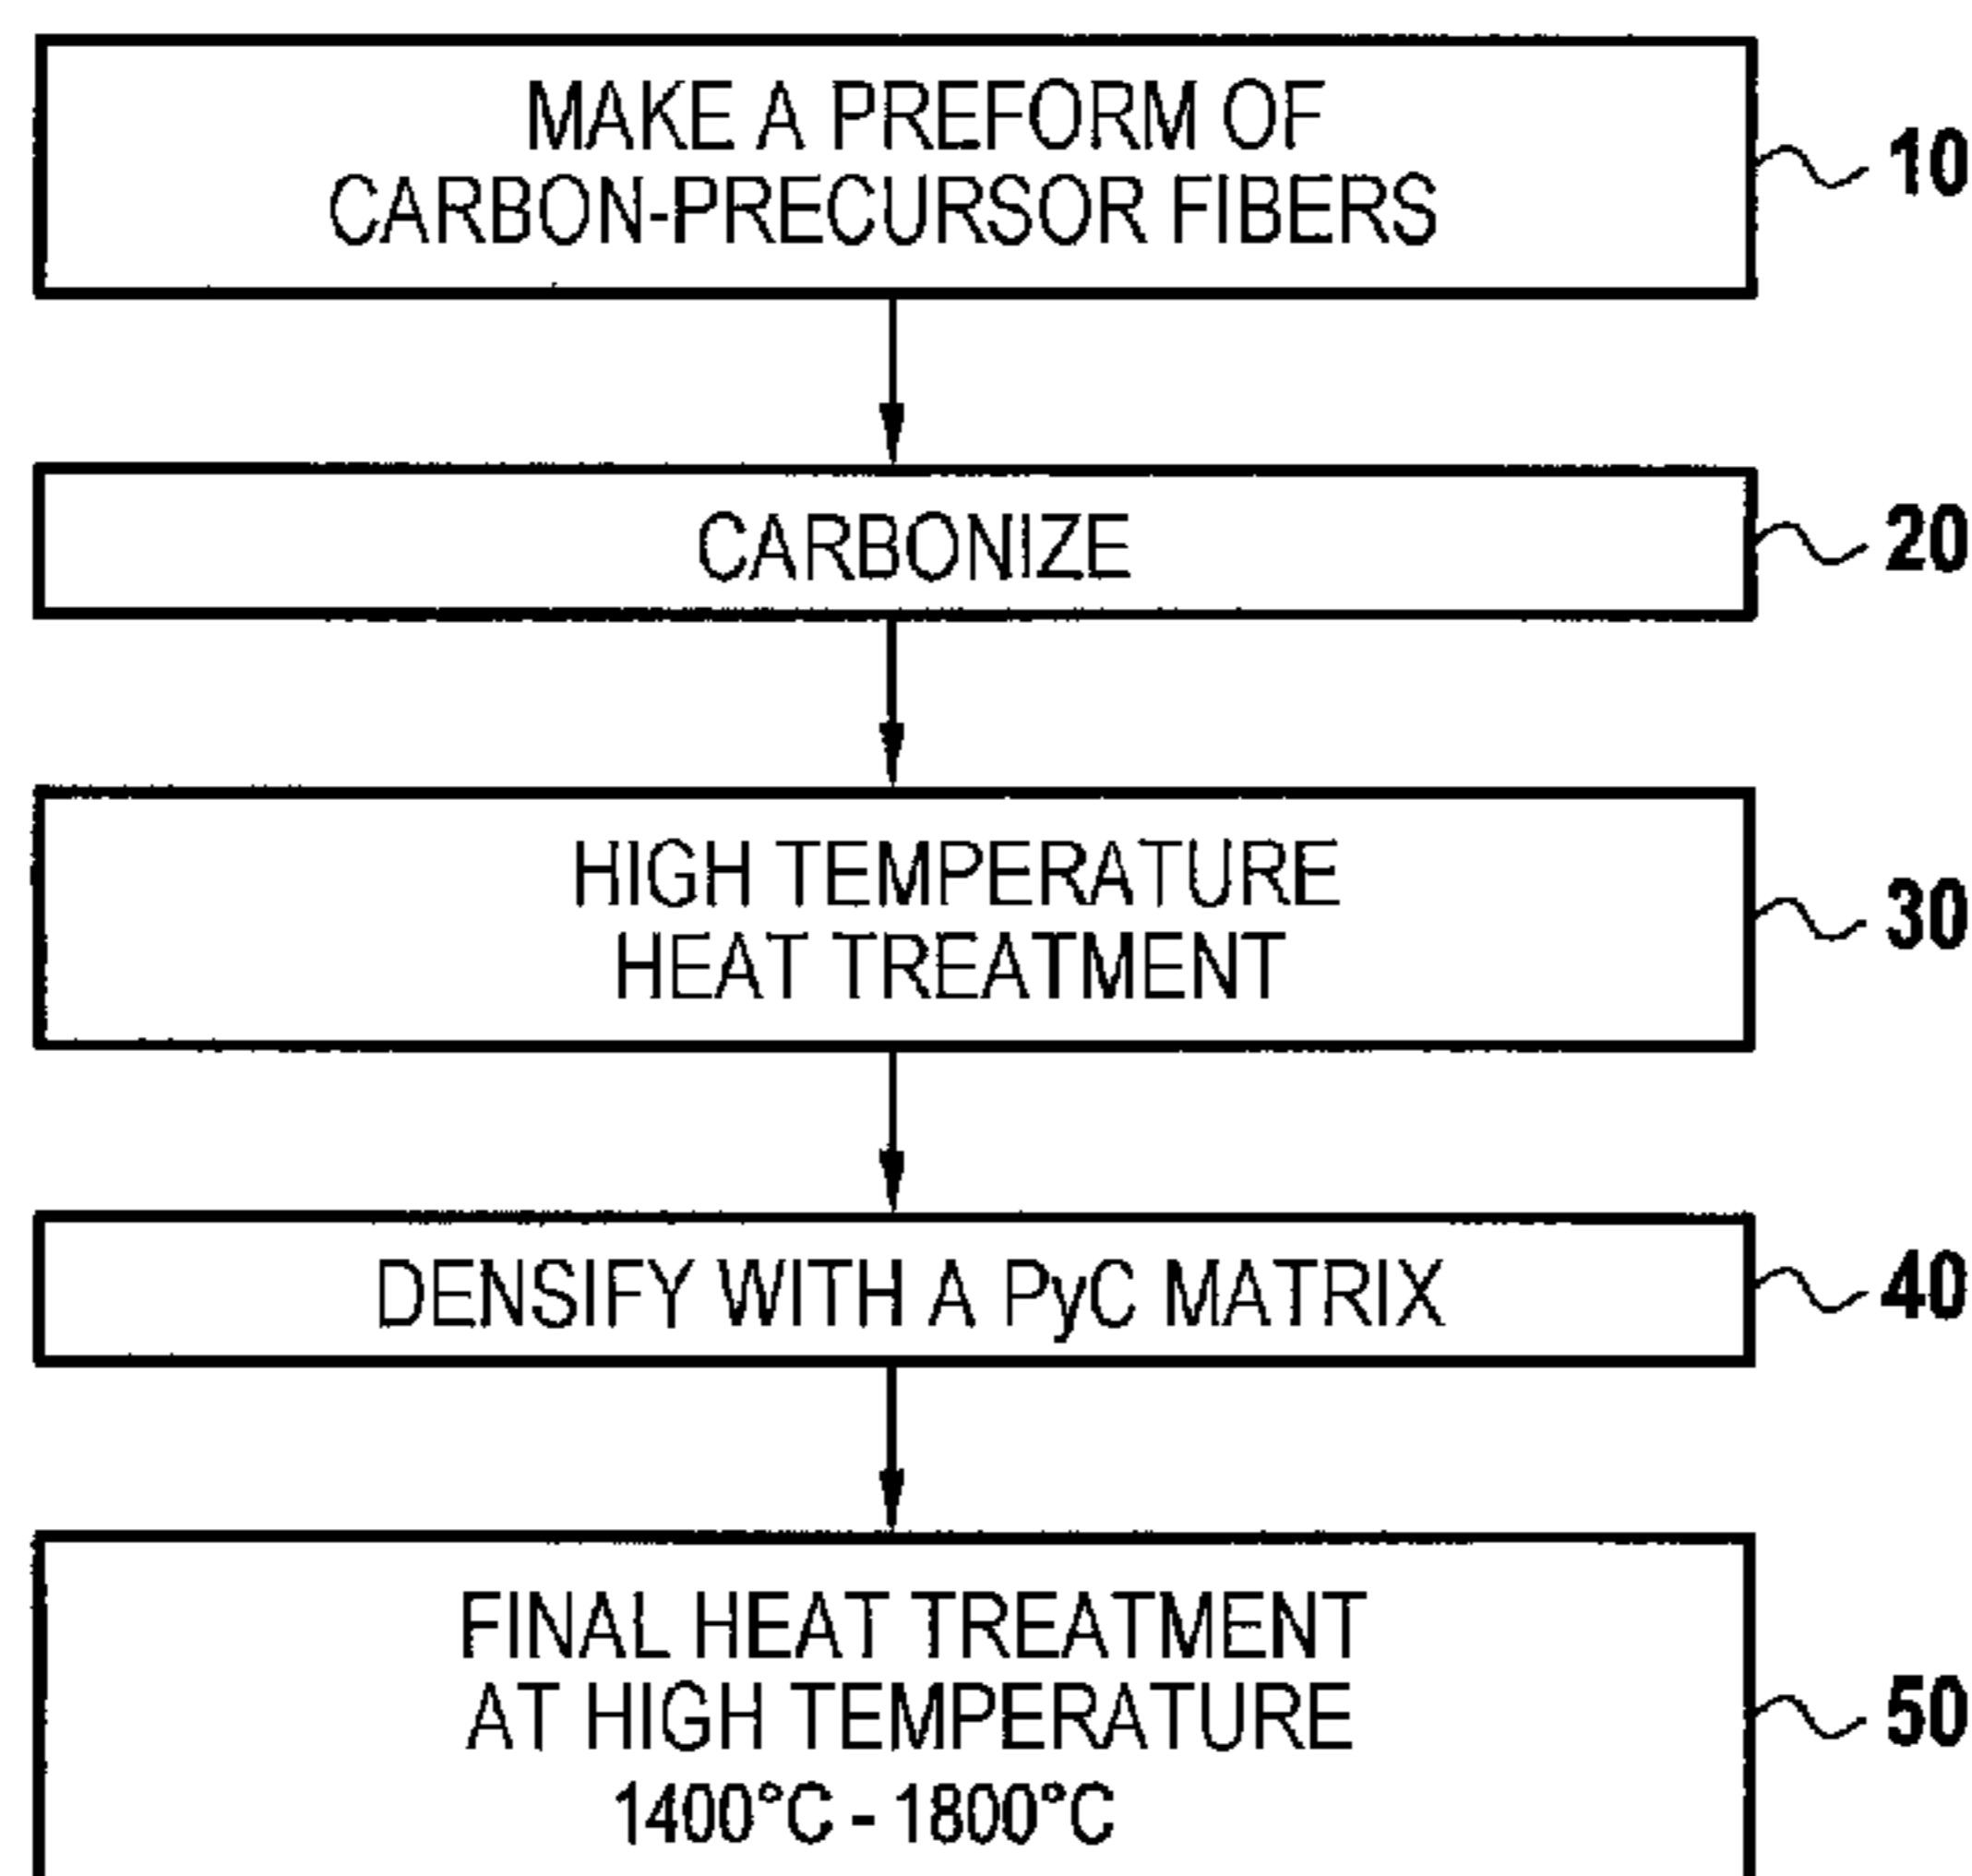 MAKE A PREFORM OF
CARBON-PRECURSOR FIBERS
10
CARBONIZE
20
HIGH TEMPERATURE
HEAT TREATMENT
30
DENSIFY WITH A PyC MATRIX
40
FINAL HEAT TREATMENT
AT HIGH TEMPERATURE
1400°C - 1800°C
50